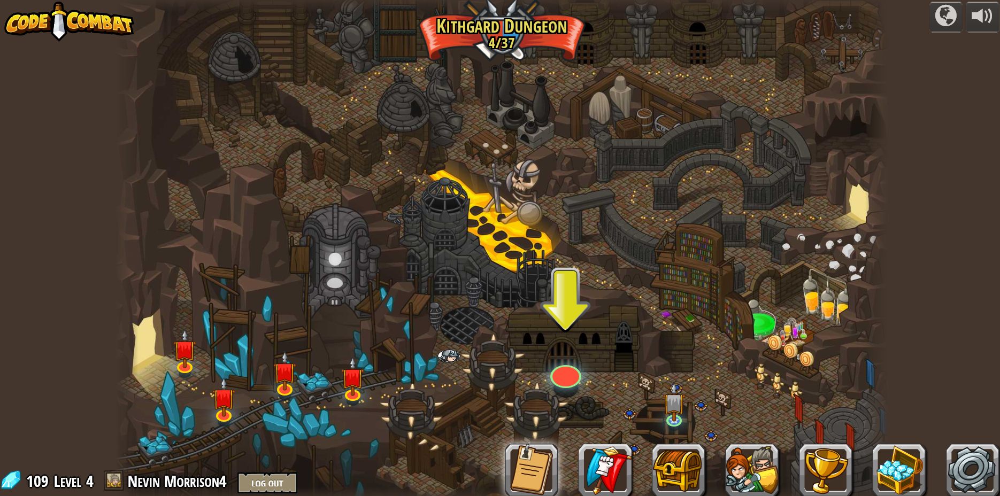 CODE COMBAT
KITHGARD DUNGEON
4/37
109 LEVEL 4 NEVIN MORRISON4 LOG OUT